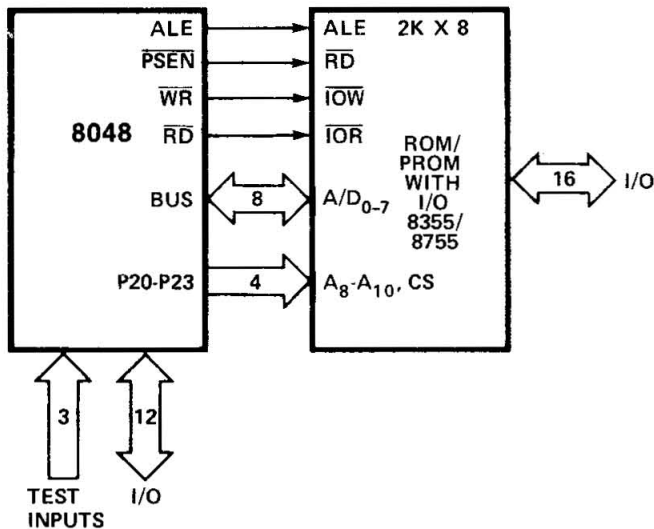 ALE
PSEN
WR
8048
RD
BUS
P20-P23
ALE
2K X 8
RD
IOW
IOR
ROM/
PROM
WITH
I/O
8355/
8755
A/D0-7
A8-A10, CS
8
4
16
I/O
3
12
TEST
INPUTS
I/O